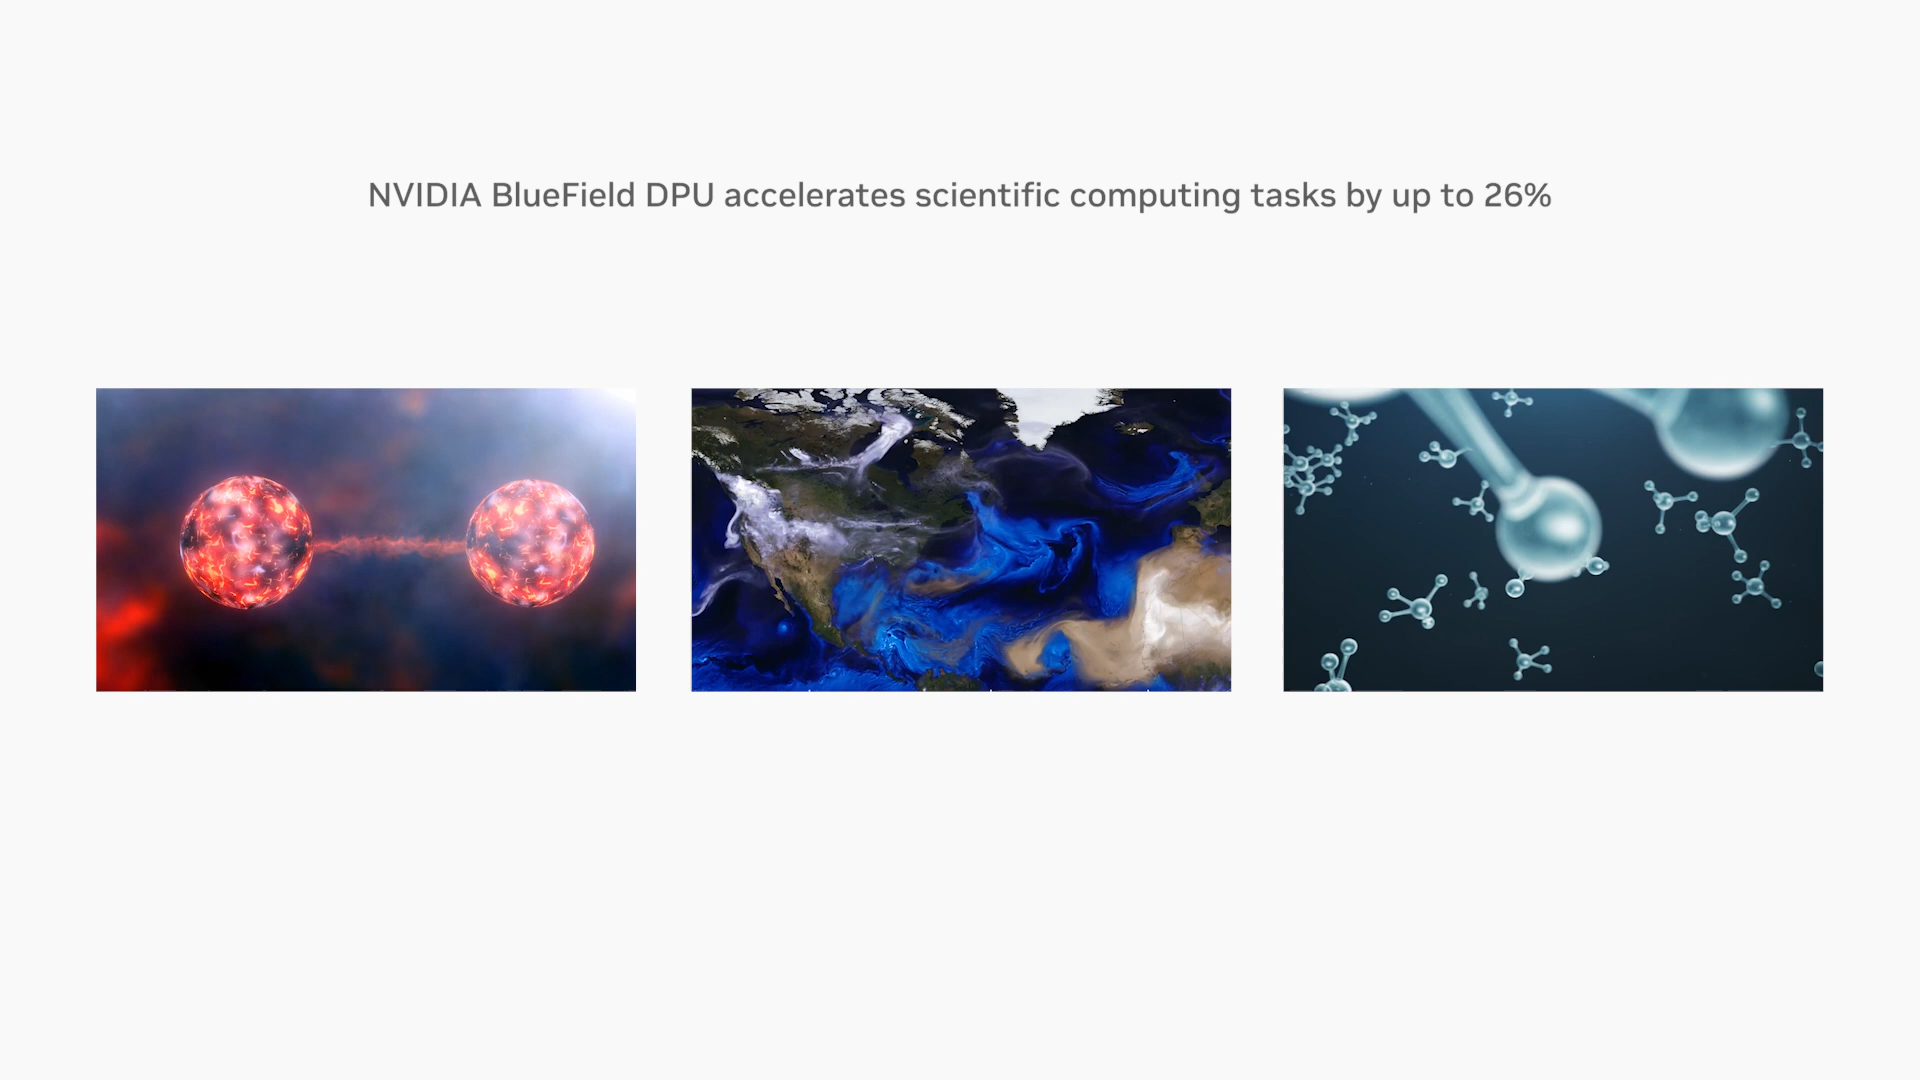 NVIDIA BlueField DPU accelerates scientific computing tasks by up to 26%